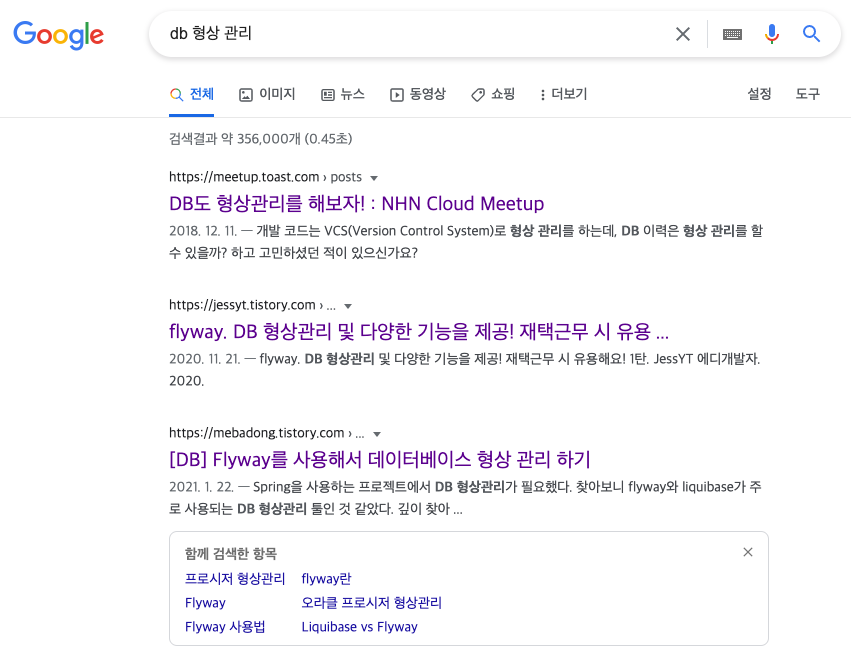 Google
db 형상 관리
전체 이미지 뉴스 동영상 쇼핑 더보기 설정 도구
검색결과 약 356,000개 (0.45초)
https://meetup.toast.com › posts
DB도 형상관리를 해보자! : NHN Cloud Meetup
2018. 12. 11. — 개발 코드는 VCS(Version Control System)로 형상 관리를 하는데, DB 이력은 형상 관리를 할
수 있을까? 하고 고민하셨던 적이 있으신가요?
https://jessyt.tistory.com › ...
flyway. DB 형상관리 및 다양한 기능을 제공! 재택근무 시 유용 ...
2020. 11. 21. — flyway. DB 형상관리 및 다양한 기능을 제공! 재택근무 시 유용해요! 1탄. JessYT 에디개발자.
2020.
https://mebadong.tistory.com › ...
[DB] Flyway를 사용해서 데이터베이스 형상 관리 하기
2021. 1. 22. — Spring을 사용하는 프로젝트에서 DB 형상관리가 필요했다. 찾아보니 flyway와 liquibase가 주
로 사용되는 DB 형상관리 툴인 것 같았다. 깊이 찾아 ...
함께 검색한 항목
프로시저 형상관리 flyway란
Flyway 오라클 프로시저 형상관리
Flyway 사용법 Liquibase vs Flyway